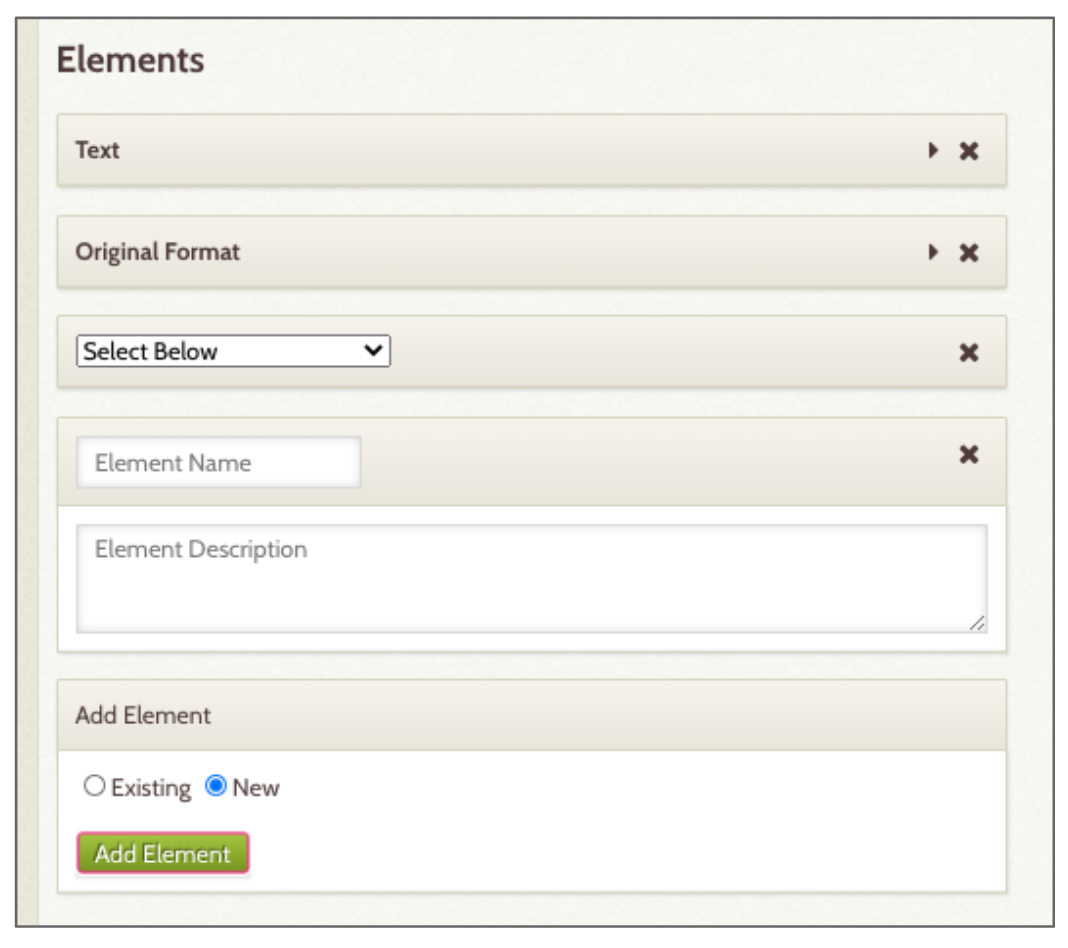 Elements
Text
Original Format
Select Below
Element Name
Element Description
Add Element
Existing New
Add Element